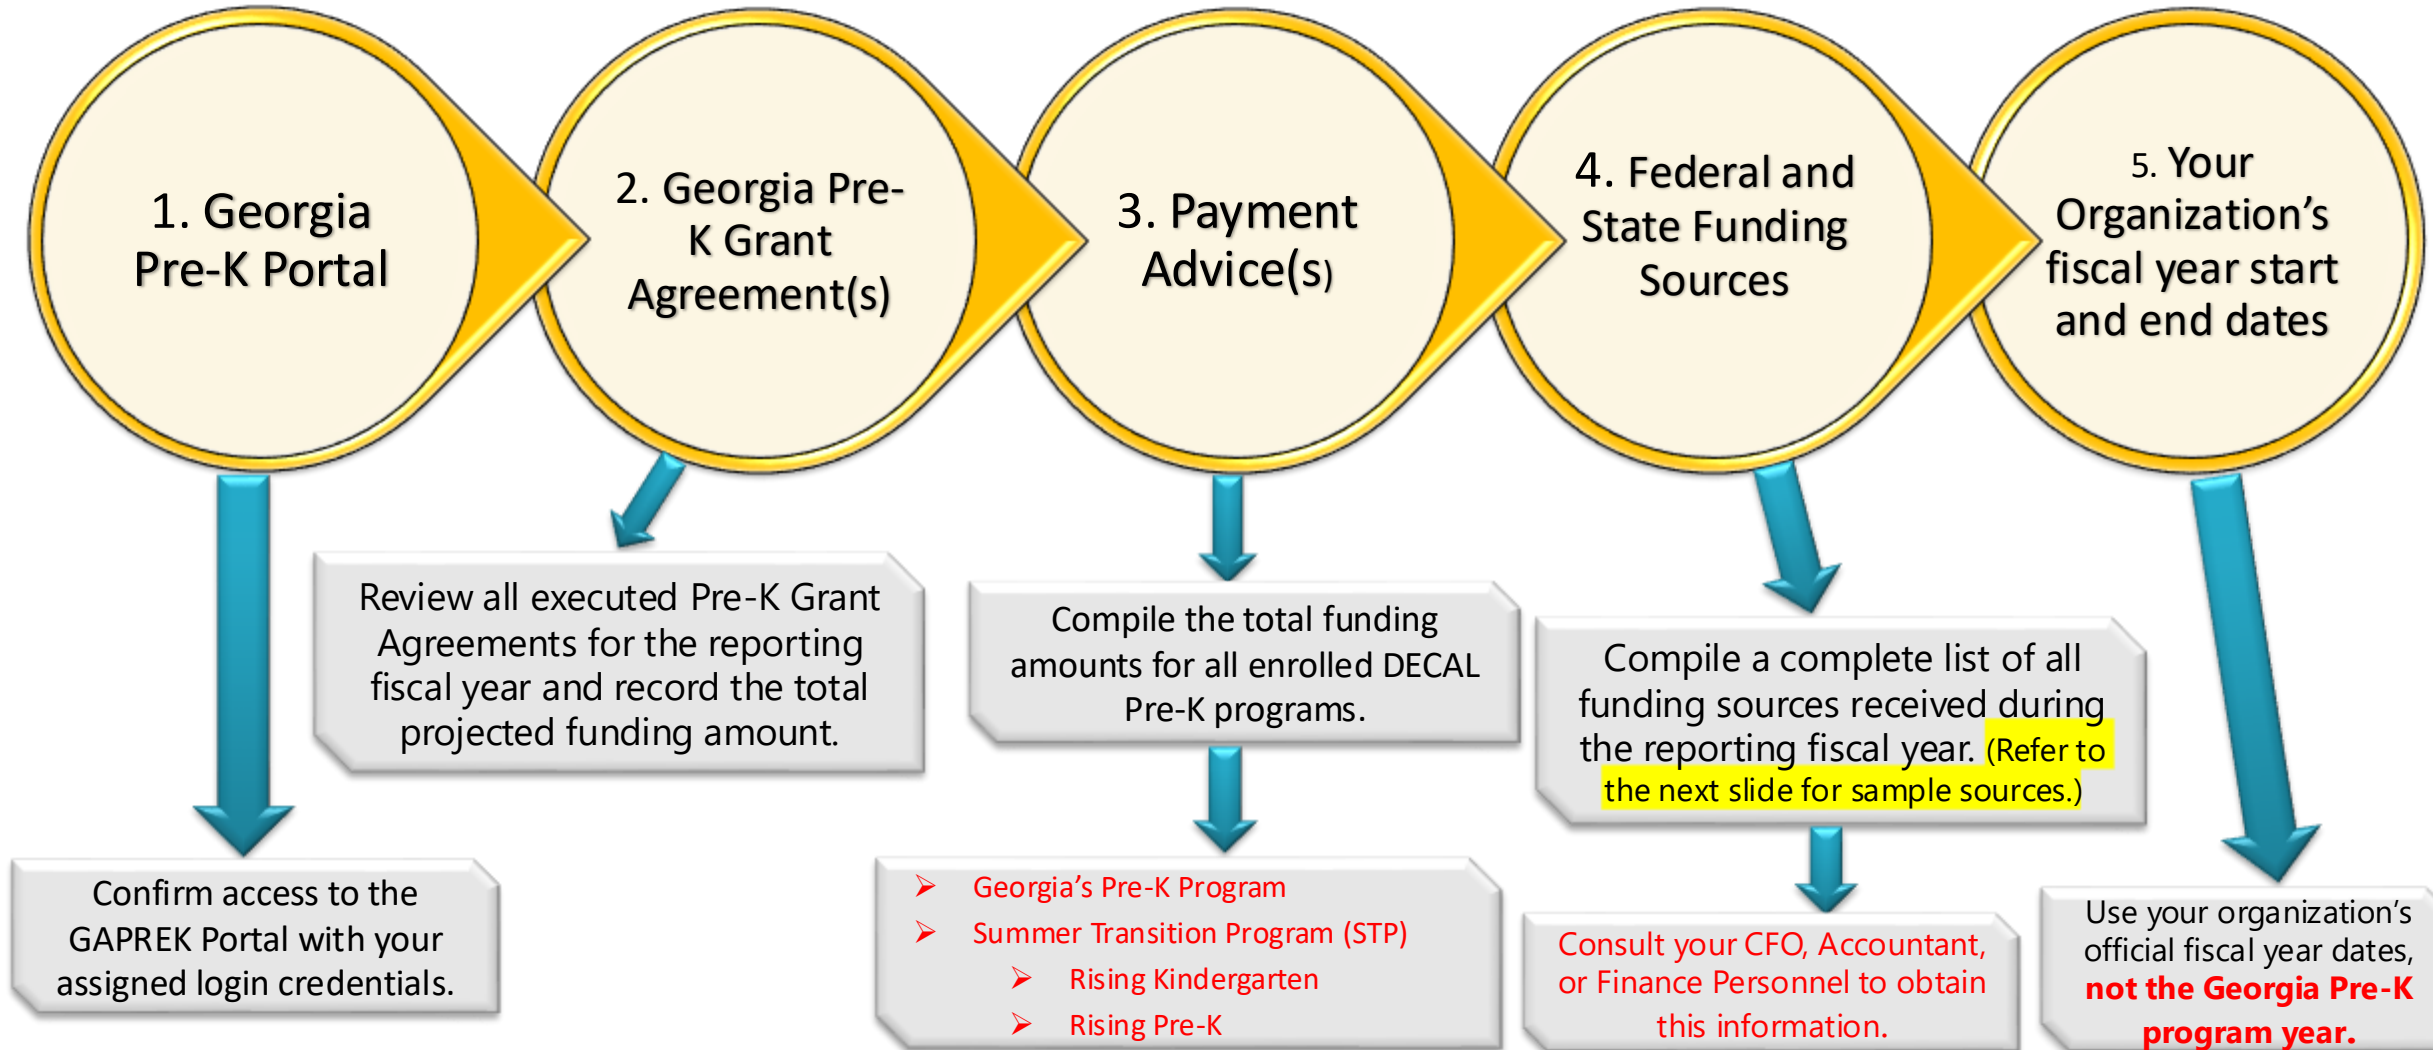 1. Georgia
Pre-K Portal
2. Georgia Pre-
K Grant
Agreement(s)
3. Payment
Advice(s)
4. Federal and
State Funding
Sources
5. Your
Organization’s
fiscal year start
and end dates
Confirm access to the
GAPREK Portal with your
assigned login credentials.
Review all executed Pre-K Grant
Agreements for the reporting
fiscal year and record the total
projected funding amount.
Compile the total funding
amounts for all enrolled DECAL
Pre-K programs.
➢ Georgia’s Pre-K Program
➢ Summer Transition Program (STP)
➢ Rising Kindergarten
➢ Rising Pre-K
Compile a complete list of all
funding sources received during
the reporting fiscal year. (Refer to
the next slide for sample sources.)
Consult your CFO, Accountant,
or Finance Personnel to obtain
this information.
Use your organization’s
official fiscal year dates,
not the Georgia Pre-K
program year.